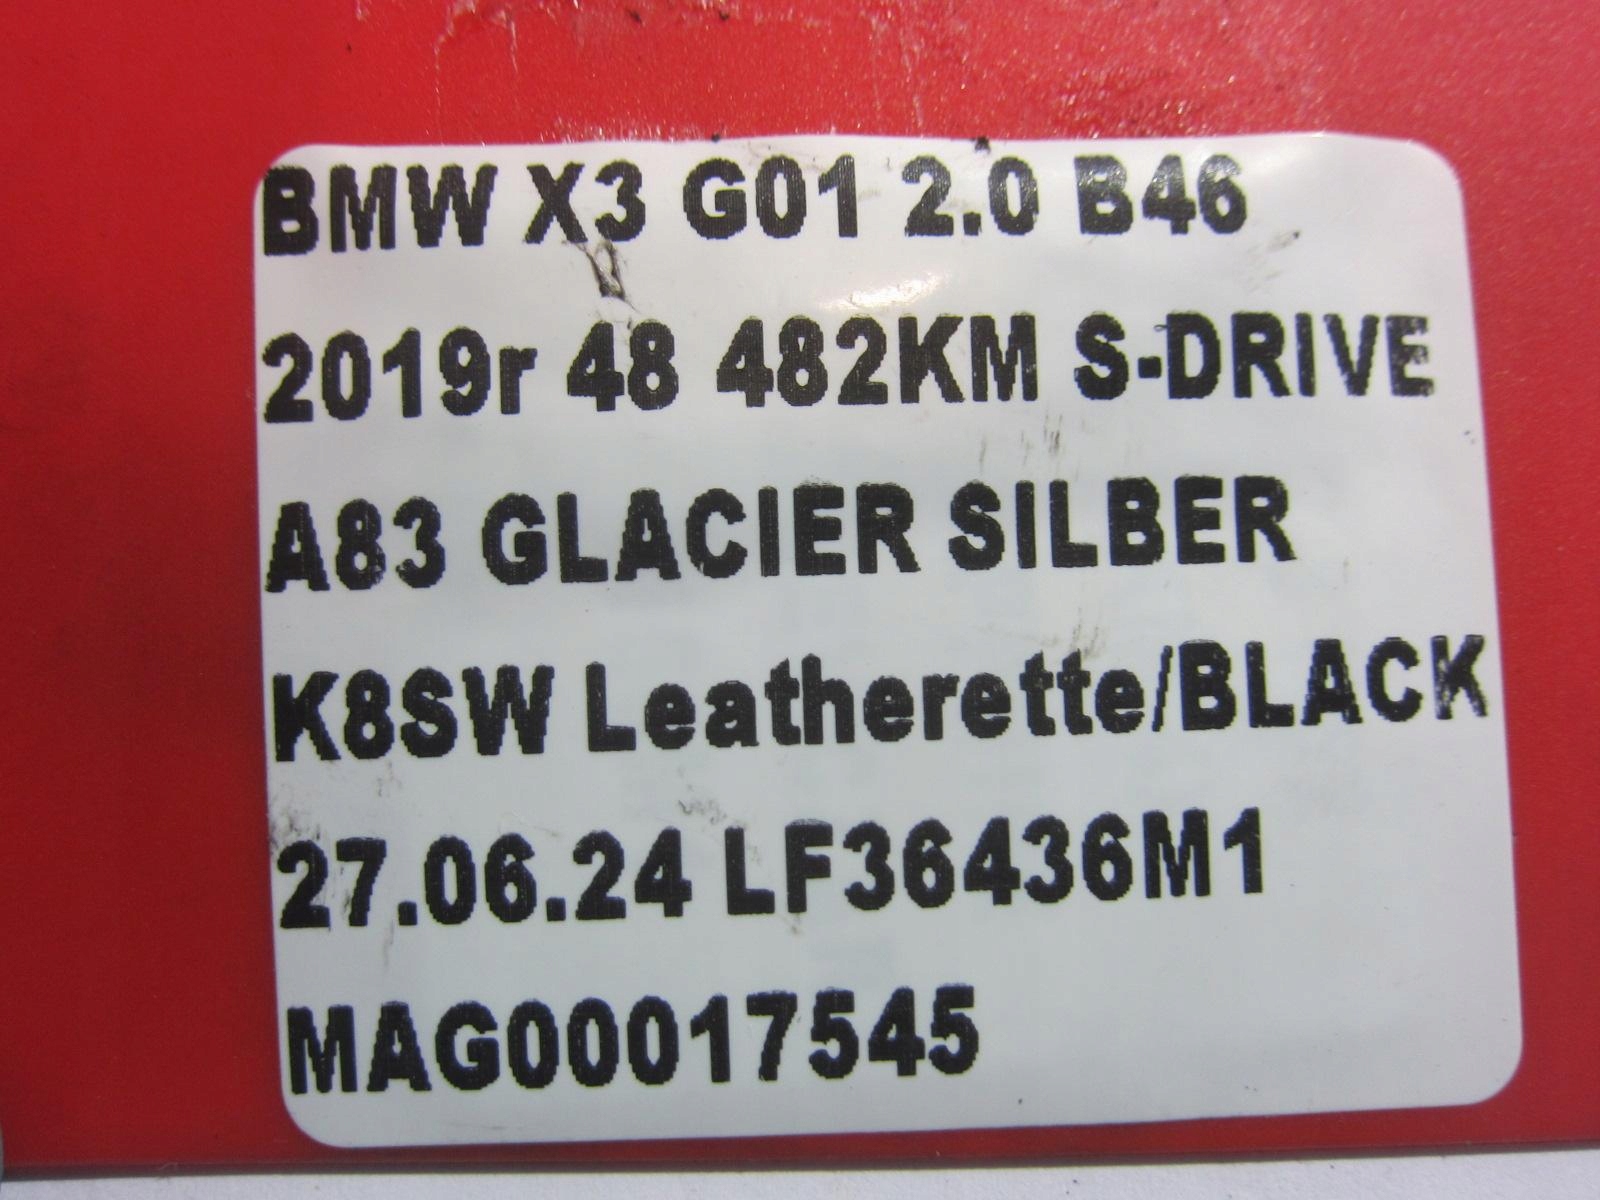 BMW X3 G01 2.0 B46
2019r 48 482KM S-DRIVE
A83 GLACIER SILBER
K8SW Leatherette/BLACK
27.06.24 LF36436M1
MAG00017545